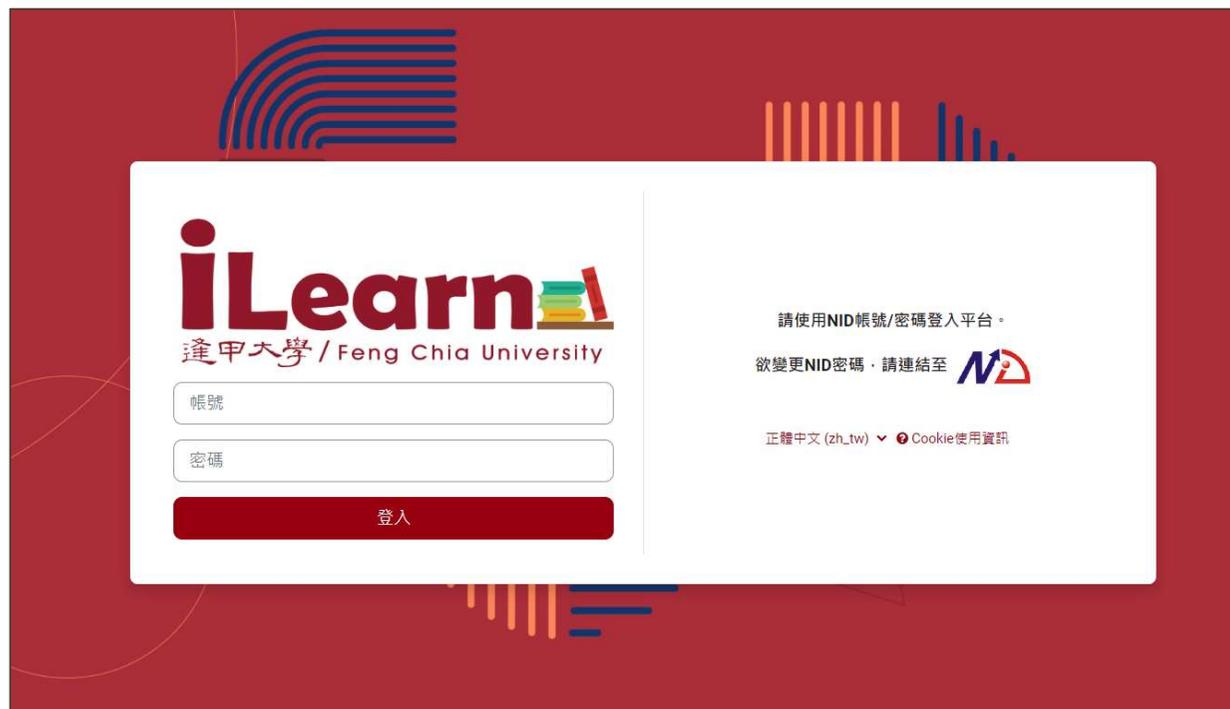 iLearn
逢甲大學 / Feng Chia University
帳號
密碼
登入
請使用NID帳號/密碼登入平台。
欲變更NID密碼，請連結至 NID
正體中文 (zh_tw) Cookie使用資訊